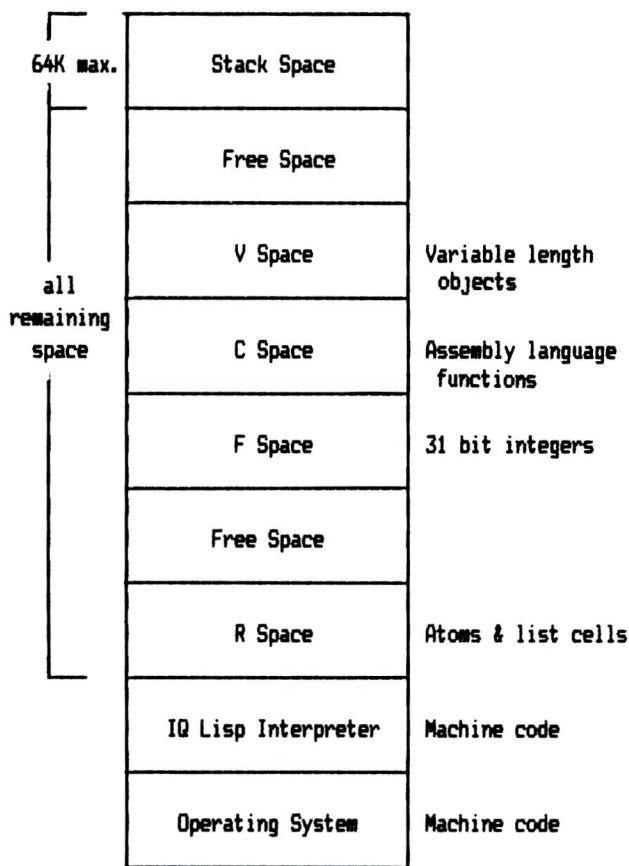 64K max.
Stack Space
Free Space
V Space
Variable length
objects
all
remaining
space
C Space
Assembly language
functions
F Space
31 bit integers
Free Space
R Space
Atoms & list cells
IQ Lisp Interpreter
Machine code
Operating System
Machine code